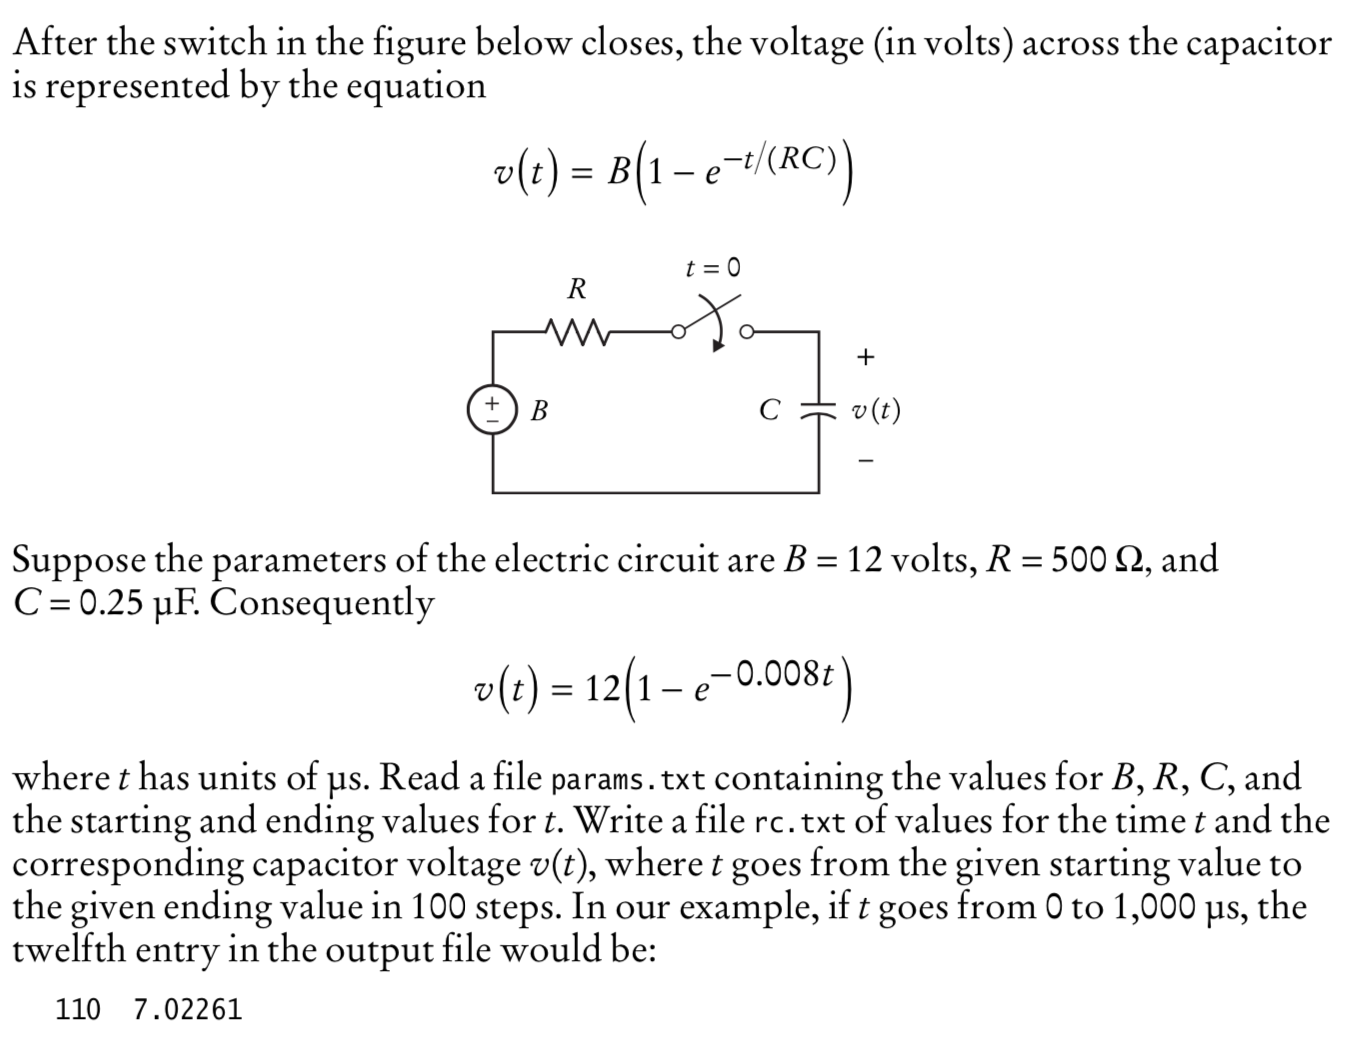 After the switch in the figure below closes, the voltage (in volts) across the capacitor
is represented by the equation
v(t) = B(1 − e^−t/(RC))
t = 0
R
+
+
−
B
C
v(t)
−
Suppose the parameters of the electric circuit are B = 12 volts, R = 500 Ω, and
C = 0.25 μF. Consequently
v(t) = 12(1 − e^−0.008t)
where t has units of μs. Read a file params.txt containing the values for B, R, C, and
the starting and ending values for t. Write a file rc.txt of values for the time t and the
corresponding capacitor voltage v(t), where t goes from the given starting value to
the given ending value in 100 steps. In our example, if t goes from 0 to 1,000 μs, the
twelfth entry in the output file would be:
110 7.02261